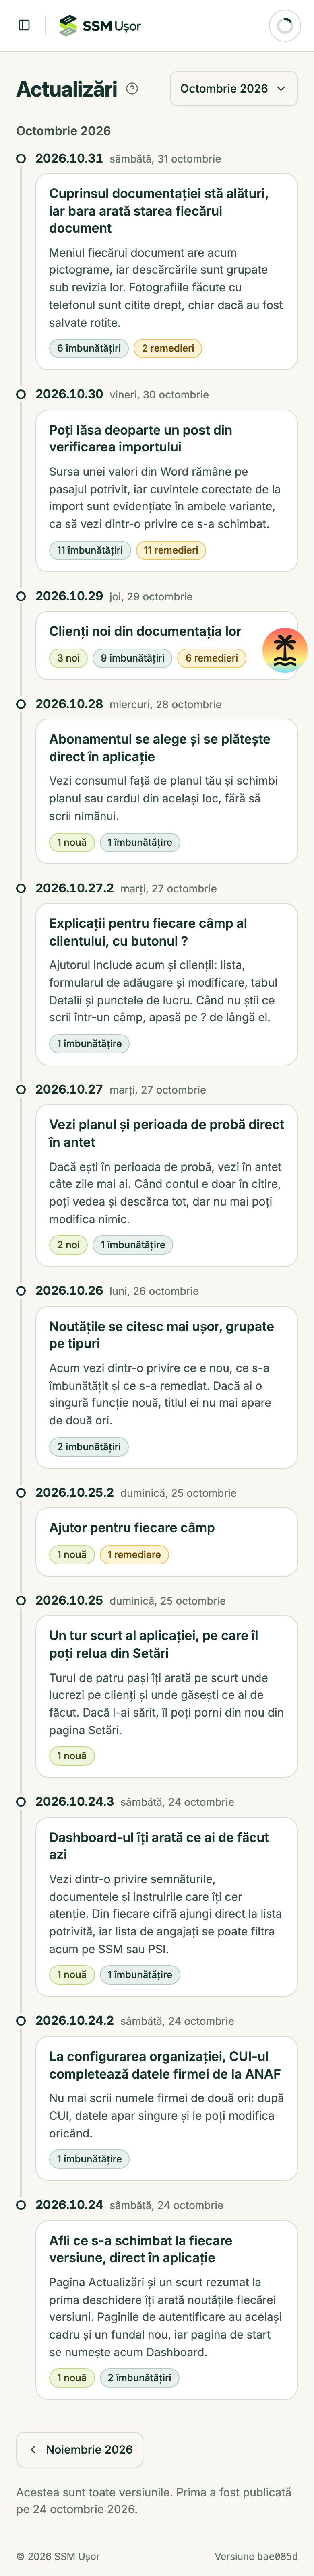 SSM Ușor
Actualizări
Octombrie 2026
Octombrie 2026
2026.10.31 sâmbătă, 31 octombrie
Cuprinsul documentației stă alături,
iar bara arată starea fiecărui
document
Meniul fiecărui document are acum
pictograme, iar descărcările sunt grupate
sub revizia lor. Fotografiile făcute cu
telefonul sunt citite drept, chiar dacă au fost
salvate rotite.
6 îmbunătățiri 2 remedieri
2026.10.30 vineri, 30 octombrie
Poți lăsa deoparte un post din
verificarea importului
Sursa unei valori din Word rămâne pe
pasajul potrivit, iar cuvintele corectate de la
import sunt evidențiate în ambele variante,
ca să vezi dintr-o privire ce s-a schimbat.
11 îmbunătățiri 11 remedieri
2026.10.29 joi, 29 octombrie
Clienți noi din documentația lor
3 noi 9 îmbunătățiri 6 remedieri
2026.10.28 miercuri, 28 octombrie
Abonamentul se alege și se plătește
direct în aplicație
Vezi consumul față de planul tău și schimbi
planul sau cardul din același loc, fără să
scrii nimănui.
1 nouă 1 îmbunătățire
2026.10.27.2 marți, 27 octombrie
Explicații pentru fiecare câmp al
clientului, cu butonul ?
Ajutorul include acum și clienții: lista,
formularul de adăugare și modificare, tabul
Detalii și punctele de lucru. Când nu știi ce
scrii într-un câmp, apasă pe ? de lângă el.
1 îmbunătățire
2026.10.27 marți, 27 octombrie
Vezi planul și perioada de probă direct
în antet
Dacă ești în perioada de probă, vezi în antet
câte zile mai ai. Când contul e doar în citire,
poți vedea și descărca tot, dar nu mai poți
modifica nimic.
2 noi 1 îmbunătățire
2026.10.26 luni, 26 octombrie
Noutățile se citesc mai ușor, grupate
pe tipuri
Acum vezi dintr-o privire ce e nou, ce s-a
îmbunătățit și ce s-a remediat. Dacă ai o
singură funcție nouă, titlul ei nu mai apare
de două ori.
2 îmbunătățiri
2026.10.25.2 duminică, 25 octombrie
Ajutor pentru fiecare câmp
1 nouă 1 remediere
2026.10.25 duminică, 25 octombrie
Un tur scurt al aplicației, pe care îl
poți relua din Setări
Turul de patru pași îți arată pe scurt unde
lucrezi pe clienți și unde găsești ce ai de
făcut. Dacă l-ai sărit, îl poți porni din nou din
pagina Setări.
1 nouă
2026.10.24.3 sâmbătă, 24 octombrie
Dashboard-ul îți arată ce ai de făcut
azi
Vezi dintr-o privire semnăturile,
documentele și instruirile care îți cer
atenție. Din fiecare cifră ajungi direct la lista
potrivită, iar lista de angajați se poate filtra
acum pe SSM sau PSI.
1 nouă 1 îmbunătățire
2026.10.24.2 sâmbătă, 24 octombrie
La configurarea organizației, CUI-ul
completează datele firmei de la ANAF
Nu mai scrii numele firmei de două ori: după
CUI, datele apar singure și le poți modifica
oricând.
1 îmbunătățire
2026.10.24 sâmbătă, 24 octombrie
Afli ce s-a schimbat la fiecare
versiune, direct în aplicație
Pagina Actualizări și un scurt rezumat la
prima deschidere îți arată noutățile fiecărei
versiuni. Paginile de autentificare au același
cadru și un fundal nou, iar pagina de start
se numește acum Dashboard.
1 nouă 2 îmbunătățiri
Noiembrie 2026
Acestea sunt toate versiunile. Prima a fost publicată
pe 24 octombrie 2026.
© 2026 SSM Ușor Versiune bae085d